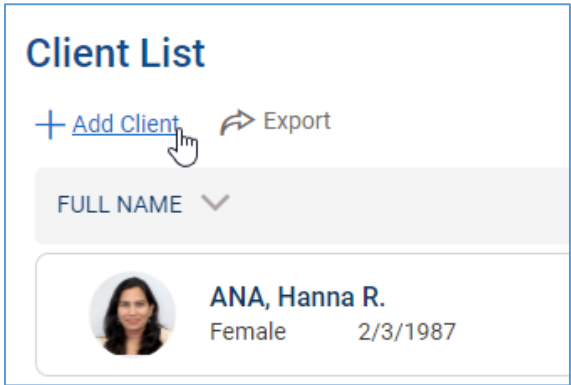 Client List
Add Client Export
FULL NAME
ANA, Hanna R.
Female 2/3/1987